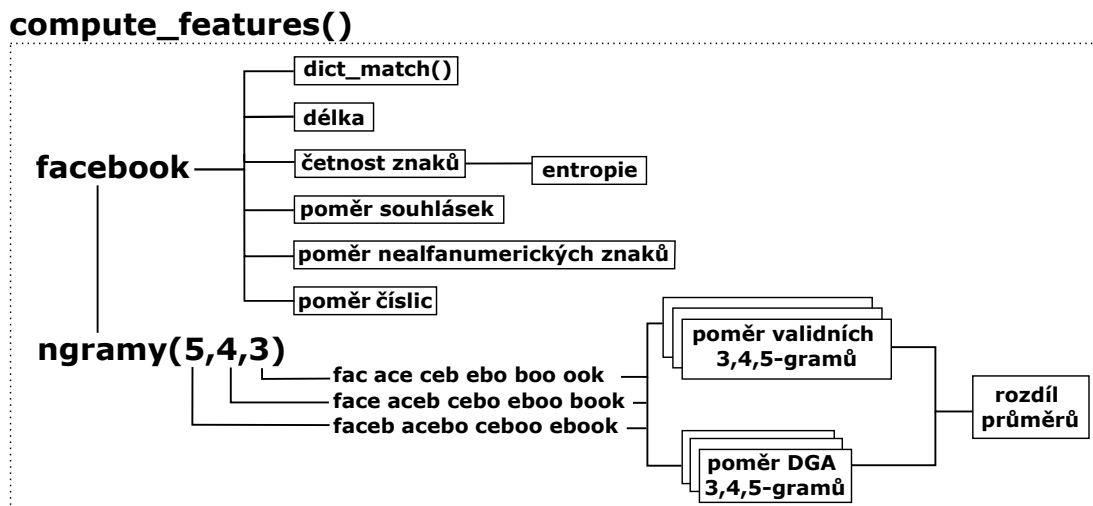 compute_features()
dict_match()
délka
četnost znaků
entropie
facebook
poměr souhlásek
poměr nealfanumerických znaků
poměr číslic
ngramy(5,4,3)
fac ace ceb ebo boo ook
face aceb cebo eboo book
faceb acebo ceboo ebook
poměr validních
3,4,5-gramů
poměr DGA
3,4,5-gramů
rozdíl
průměrů